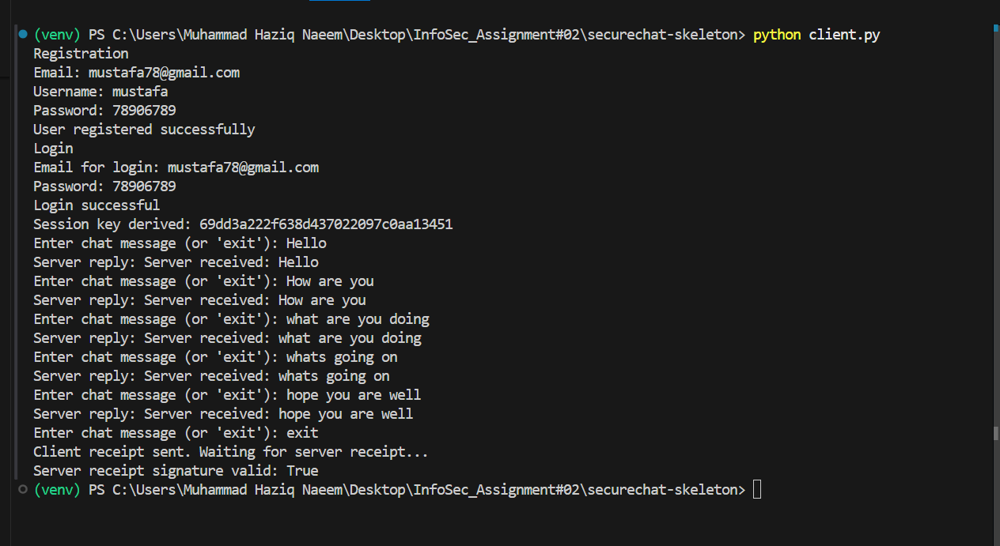 (venv) PS C:\Users\Muhammad Haziq Naeem\Desktop\InfoSec_Assignment#02\securechat-skeleton> python client.py
Registration
Email: mustafa78@gmail.com
Username: mustafa
Password: 78906789
User registered successfully
Login
Email for login: mustafa78@gmail.com
Password: 78906789
Login successful
Session key derived: 69dd3a222f638d437022097c0aa13451
Enter chat message (or 'exit'): Hello
Server reply: Server received: Hello
Enter chat message (or 'exit'): How are you
Server reply: Server received: How are you
Enter chat message (or 'exit'): what are you doing
Server reply: Server received: what are you doing
Enter chat message (or 'exit'): whats going on
Server reply: Server received: whats going on
Enter chat message (or 'exit'): hope you are well
Server reply: Server received: hope you are well
Enter chat message (or 'exit'): exit
Client receipt sent. Waiting for server receipt...
Server receipt signature valid: True
(venv) PS C:\Users\Muhammad Haziq Naeem\Desktop\InfoSec_Assignment#02\securechat-skeleton>